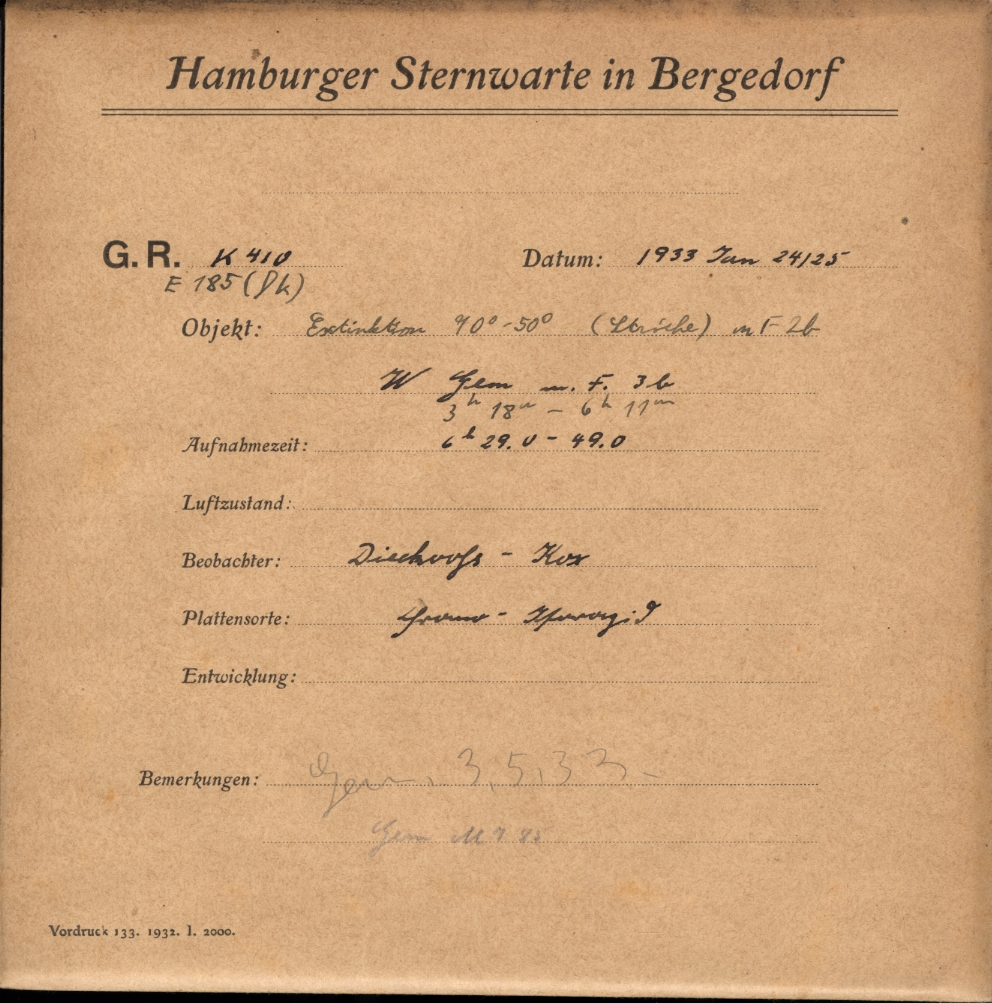 Hamburger Sternwarte in Bergedorf
G.R. K 410 Datum: 1933 Jan 24/25
E 185
Objekt: Extinktion 90°-50° (Striche) m F 2b
W Gem m. F. 3b
3h 18m - 6h 11m
Aufnahmezeit: 6h 29.0 - 49.0
Luftzustand:
Beobachter: Dieckvoss - Kox
Plattensorte:
Entwicklung:
Bemerkungen: Gem. 3.5.33.
Gem
Vordruck 133. 1932. I. 2000.